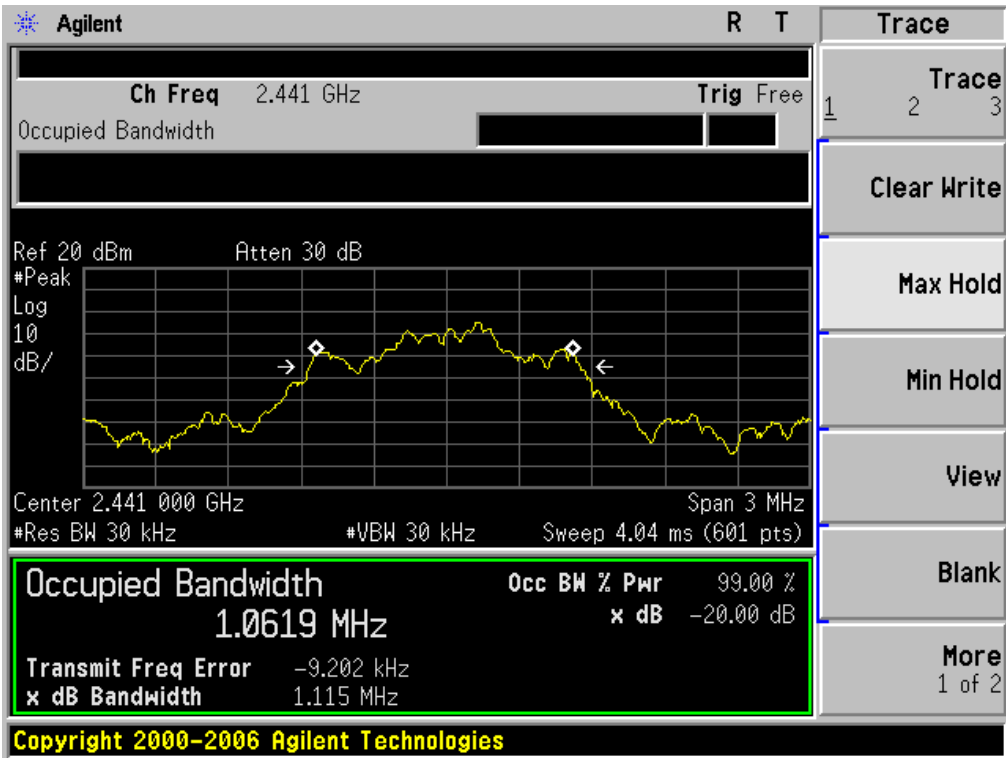 Agilent
R T
Trace
Ch Freq 2.441 GHz
Trig Free
Occupied Bandwidth
Trace
1 2 3
Clear Write
Max Hold
Min Hold
View
Blank
More
1 of 2
Ref 20 dBm
Atten 30 dB
#Peak
Log
10
dB/
Center 2.441 000 GHz
Span 3 MHz
#Res BW 30 kHz
#VBW 30 kHz
Sweep 4.04 ms (601 pts)
Occupied Bandwidth
1.0619 MHz
Occ BW % Pwr 99.00 %
x dB -20.00 dB
Transmit Freq Error -9.202 kHz
x dB Bandwidth 1.115 MHz
Copyright 2000-2006 Agilent Technologies